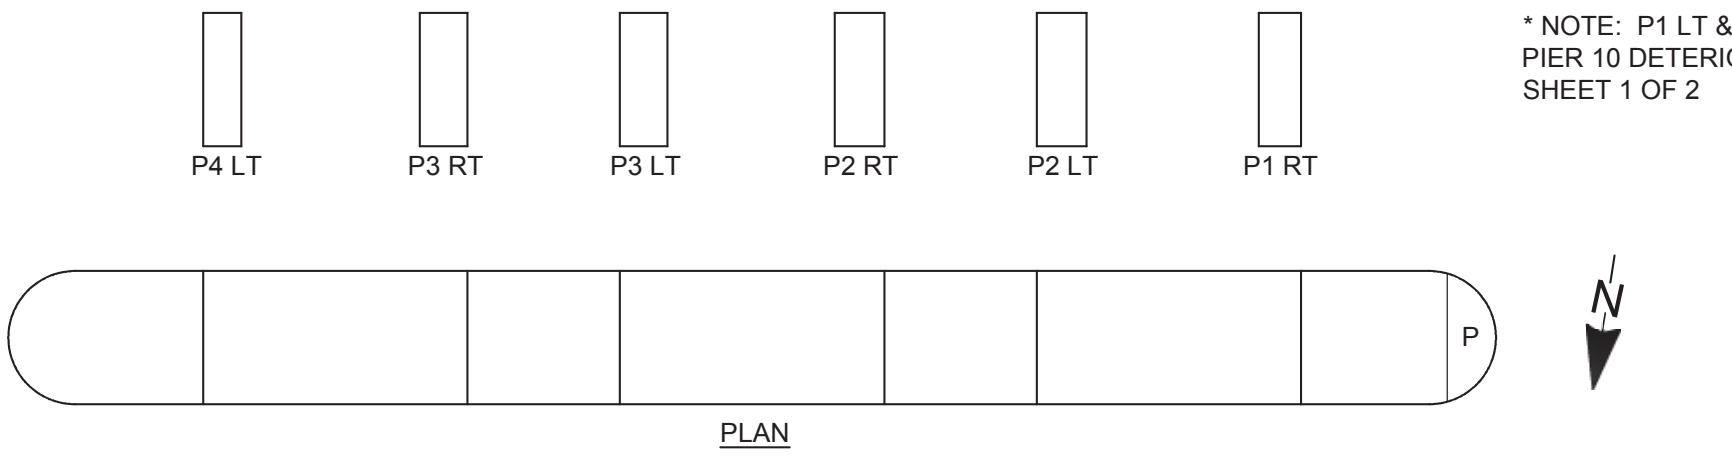 * NOTE: P1 LT &
PIER 10
SHEET 1 OF 2
P4 LT P3 RT P3 LT P2 RT P2 LT P1 RT
P
N
PLAN